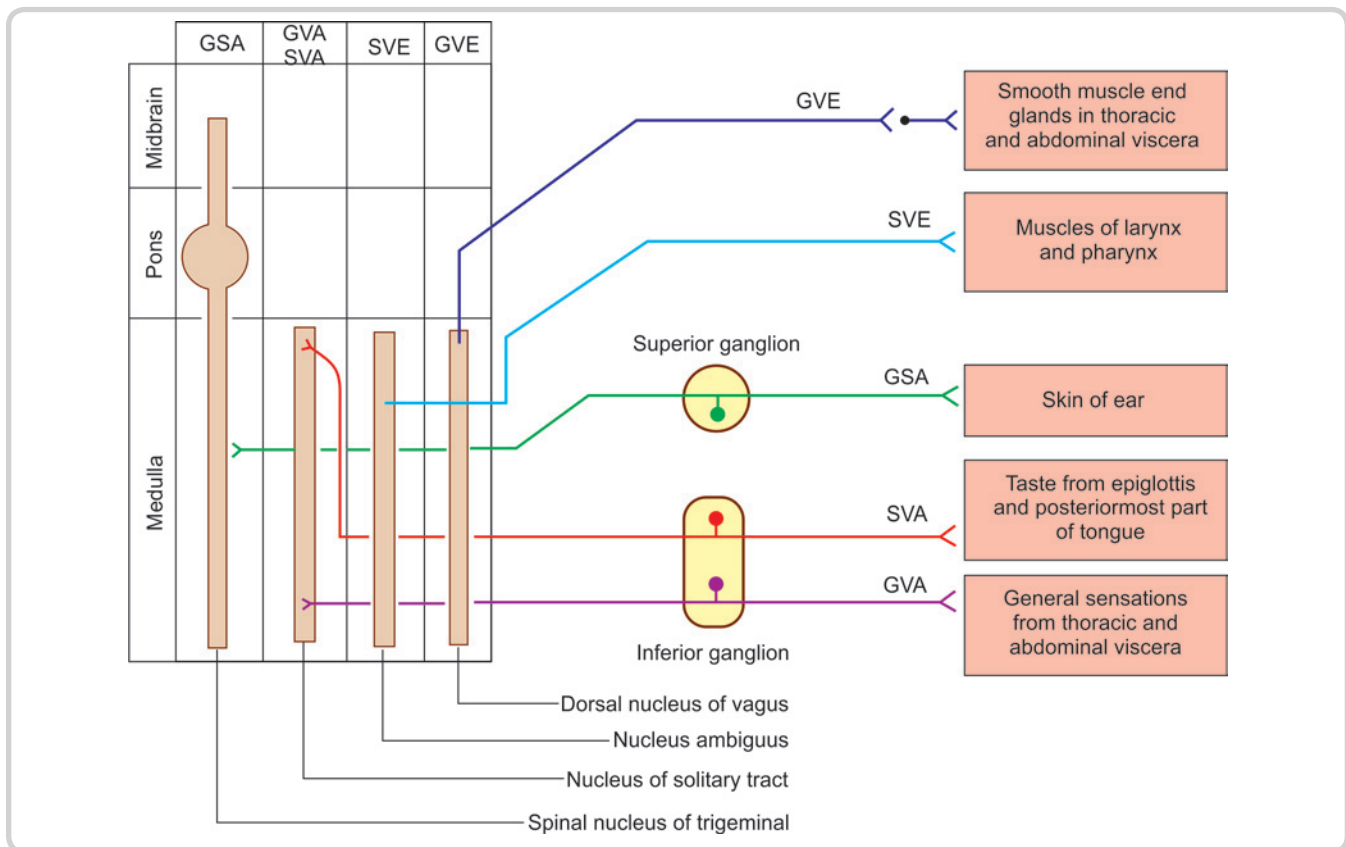 GSA
GVA
SVA
SVE
GVE
Midbrain
Pons
Medulla
GVE
Smooth muscle end
glands in thoracic
and abdominal viscera
SVE
Muscles of larynx
and pharynx
Superior ganglion
GSA
Skin of ear
SVA
Taste from epiglottis
and posteriormost part
of tongue
GVA
General sensations
from thoracic and
abdominal viscera
Inferior ganglion
Dorsal nucleus of vagus
Nucleus ambiguus
Nucleus of solitary tract
Spinal nucleus of trigeminal